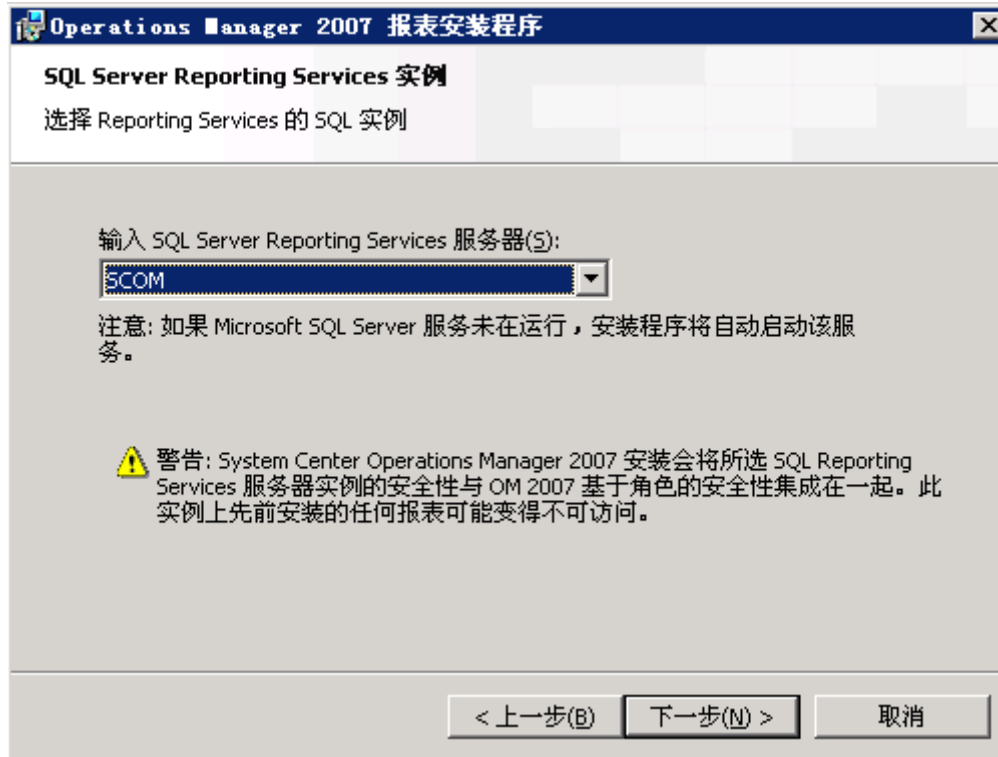 Operations Manager 2007 报表安装程序
SQL Server Reporting Services 实例
选择 Reporting Services 的 SQL 实例
输入 SQL Server Reporting Services 服务器(S):
SCOM
注意: 如果 Microsoft SQL Server 服务未在运行，安装程序将自动启动该服
务。
警告: System Center Operations Manager 2007 安装会将所选 SQL Reporting
Services 服务器实例的安全性与 OM 2007 基于角色的安全性集成在一起。此
实例上先前安装的任何报表可能变得不可访问。
< 上一步(B) 下一步(N) > 取消